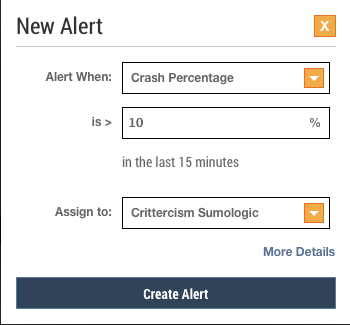 New Alert
X
Alert When: Crash Percentage
is > 10 %
in the last 15 minutes
Assign to: Crittercism Sumologic
More Details
Create Alert